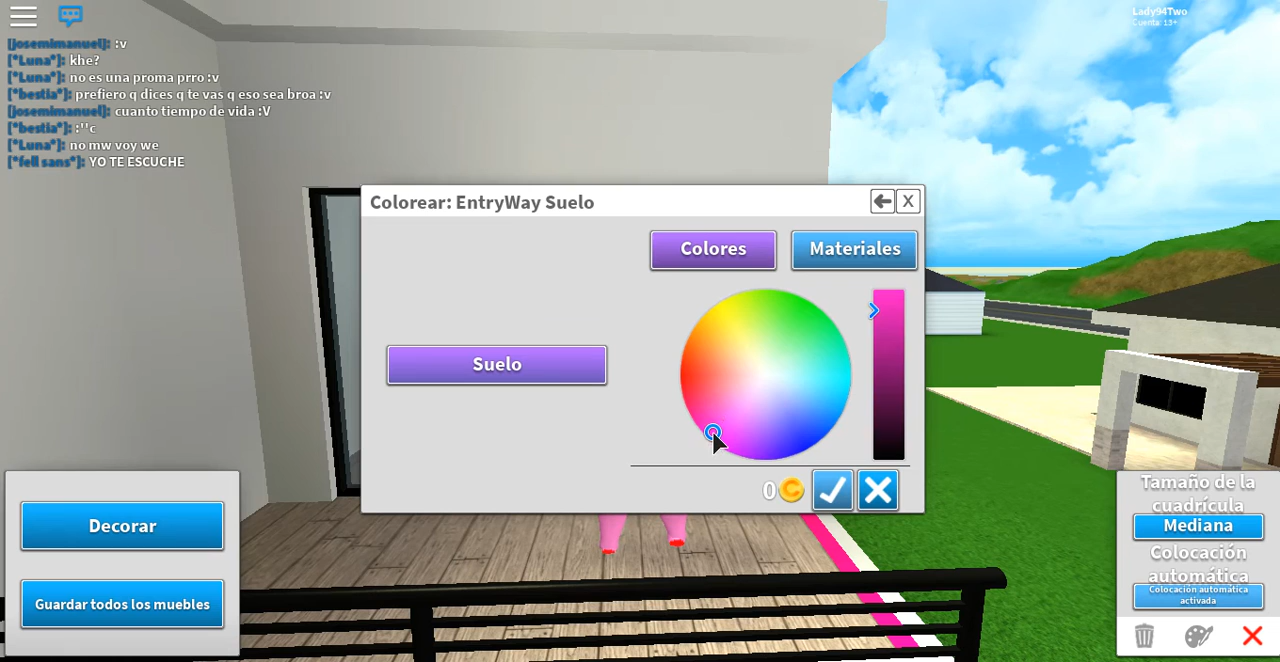 Lady94Two
Cuenta: 13+
[josemimanuel]: :v
[*Luna*]: khe?
[*Luna*]: no es una proma prro :v
[*bestia*]: prefiero q dices q te vas q eso sea broa :v
[josemimanuel]: cuanto tiempo de vida :V
[*bestia*]: :''c
[*Luna*]: no mw voy we
[*fell sans*]: YO TE ESCUCHE
Colorear: EntryWay Suelo
X
Colores
Materiales
Suelo
0
Decorar
Guardar todos los muebles
Tamaño de la
cuadrícula
Mediana
Colocación
automática
Colocación automática
activada